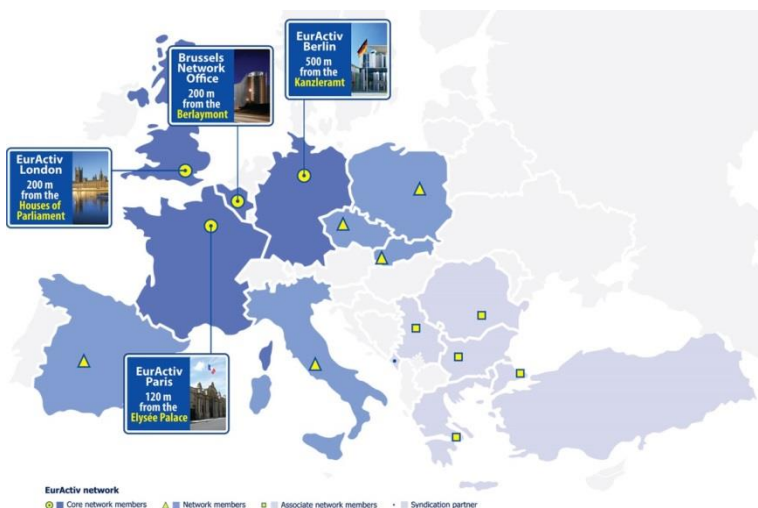 Brussels
Network
Office
200 m
from the
Berlaymont
EurActiv
Berlin
500 m
from the
Kanzleramt
EurActiv
London
200 m
from the
Houses of
Parliament
EurActiv
Paris
120 m
from the
Elysée Palace
EurActiv network
Core network members Network members Associate network members Syndication partner